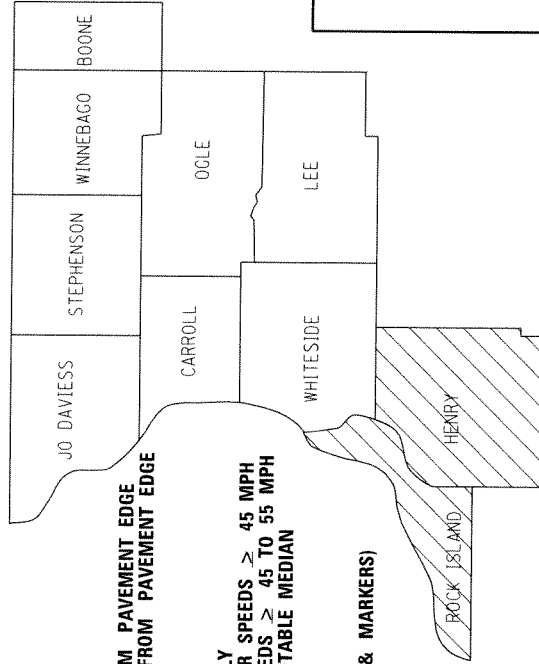 JO DAVIESS
STEPHENSON
WINNEBAGO
BOONE
CARROLL
OGLE
WHITESIDE
LEE
ROCK ISLAND
HENRY
M PAVEMENT EDGE
FROM PAVEMENT EDGE
LY
R SPEEDS ≥ 45 MPH
EDS ≥ 45 TO 55 MPH
TABLE MEDIAN
& MARKERS)